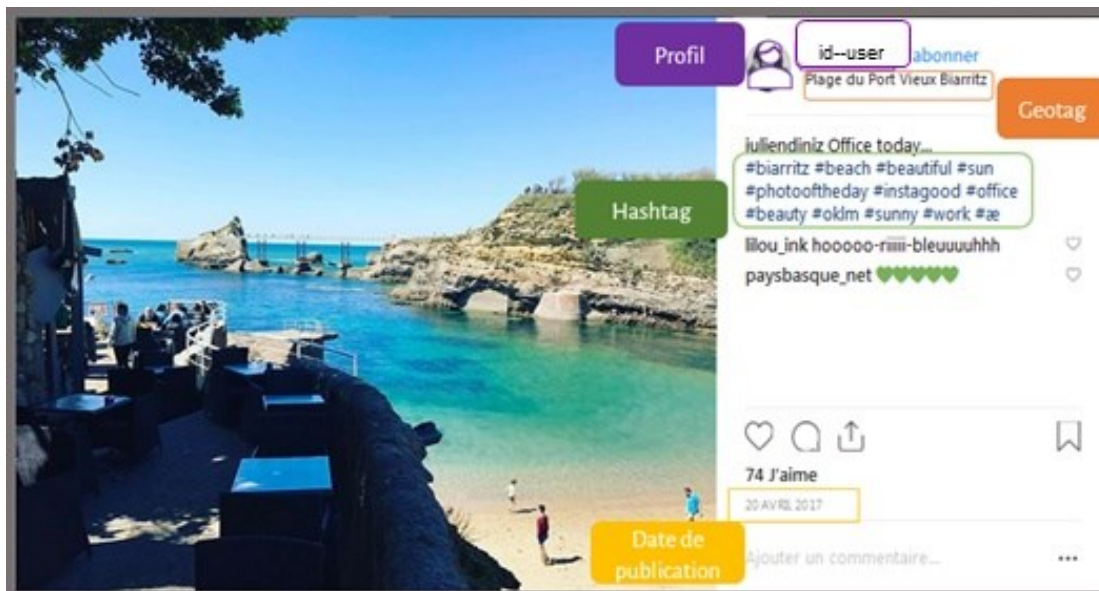 Profil
id--user
abonner
Plage du Port Vieux Biarritz
Geotag
iuliendiniz Office today...
#biarritz #beach #beautiful #sun
#photooftheday #instagood #office
#beauty #oklm #sunny #work #æ
Hashtag
lilou_ink hooooo-riiiii-bleuuuuhhh
paysbasque_net 💚💚💚💚💚
74 J'aime
20 AVRIL 2017
Date de
publication
Ajouter un commentaire...